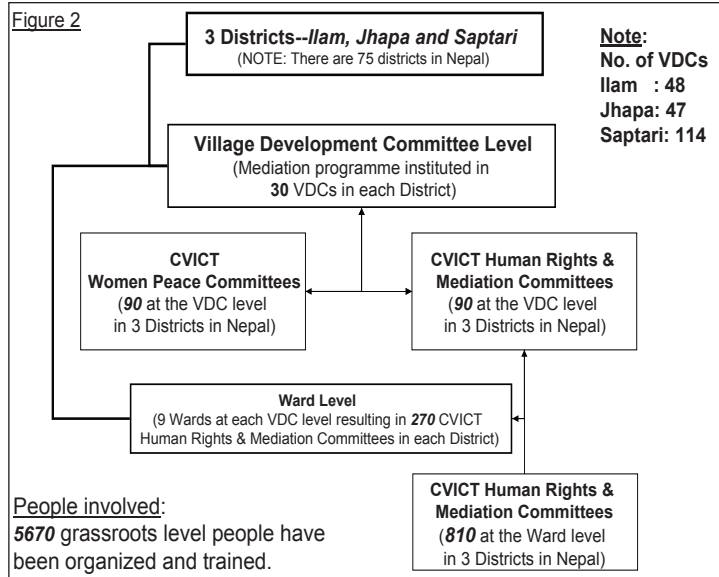 Figure 2
3 Districts--Ilam, Jhapa and Saptari
(NOTE: There are 75 districts in Nepal)
Note:
No. of VDCs
Ilam : 48
Jhapa: 47
Saptari: 114
Village Development Committee Level
(Mediation programme instituted in
30 VDCs in each District)
CVICT
Women Peace Committees
(90 at the VDC level
in 3 Districts in Nepal)
CVICT Human Rights &
Mediation Committees
(90 at the VDC level
in 3 Districts in Nepal)
Ward Level
(9 Wards at each VDC level resulting in 270 CVICT
Human Rights & Mediation Committees in each District)
CVICT Human Rights &
Mediation Committees
(810 at the Ward level
in 3 Districts in Nepal)
People involved:
5670 grassroots level people have
been organized and trained.